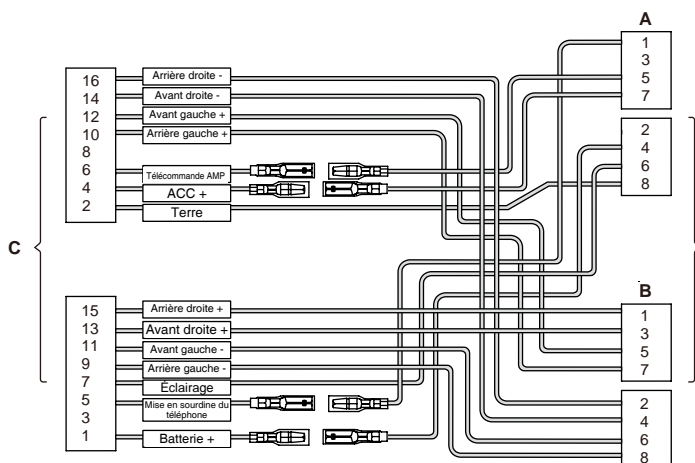 A
1
3
5
7
2
4
6
8
16 Arrière droite -
14 Avant droite -
12 Avant gauche +
10 Arrière gauche +
8
6 Télécommande AMP
4 ACC +
2 Terre
C
B
15 Arrière droite +
13 Avant droite +
11 Avant gauche -
9 Arrière gauche -
7 Éclairage
5 Mise en sourdine du
téléphone
3
1 Batterie +
1
3
5
7
2
4
6
8